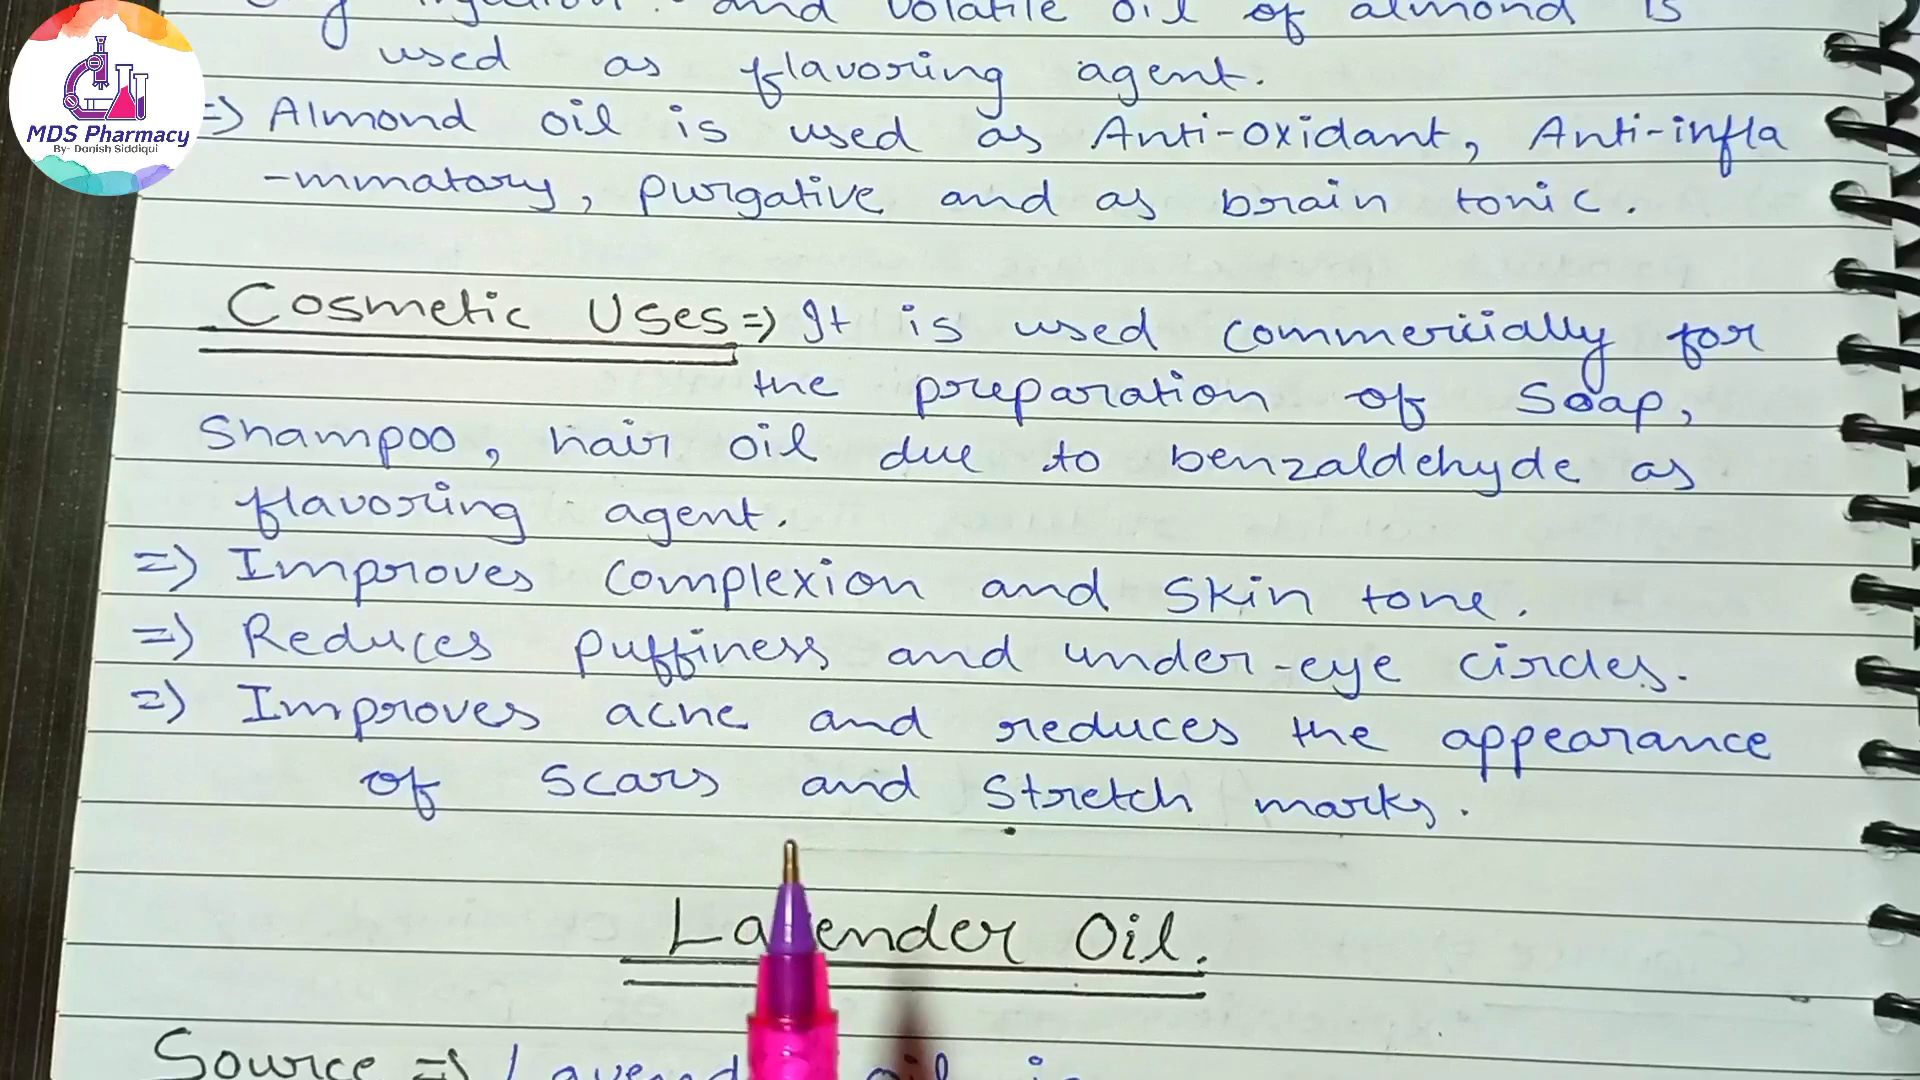 and volatile oil of almond is
used as flavoring agent.
MDS Pharmacy
By- Danish Siddiqui
=> Almond oil is used as Anti-oxidant, Anti-infla
-mmatory, purgative and as brain tonic.
Cosmetic Uses => It is used commercially for
the preparation of Soap,
Shampoo, hair oil due to benzaldehyde as
flavoring agent.
=> Improves complexion and skin tone.
=> Reduces puffiness and under-eye circles.
=> Improves acne and reduces the appearance
of scars and stretch marks.
Lavender Oil.
Source => Lavender oil is